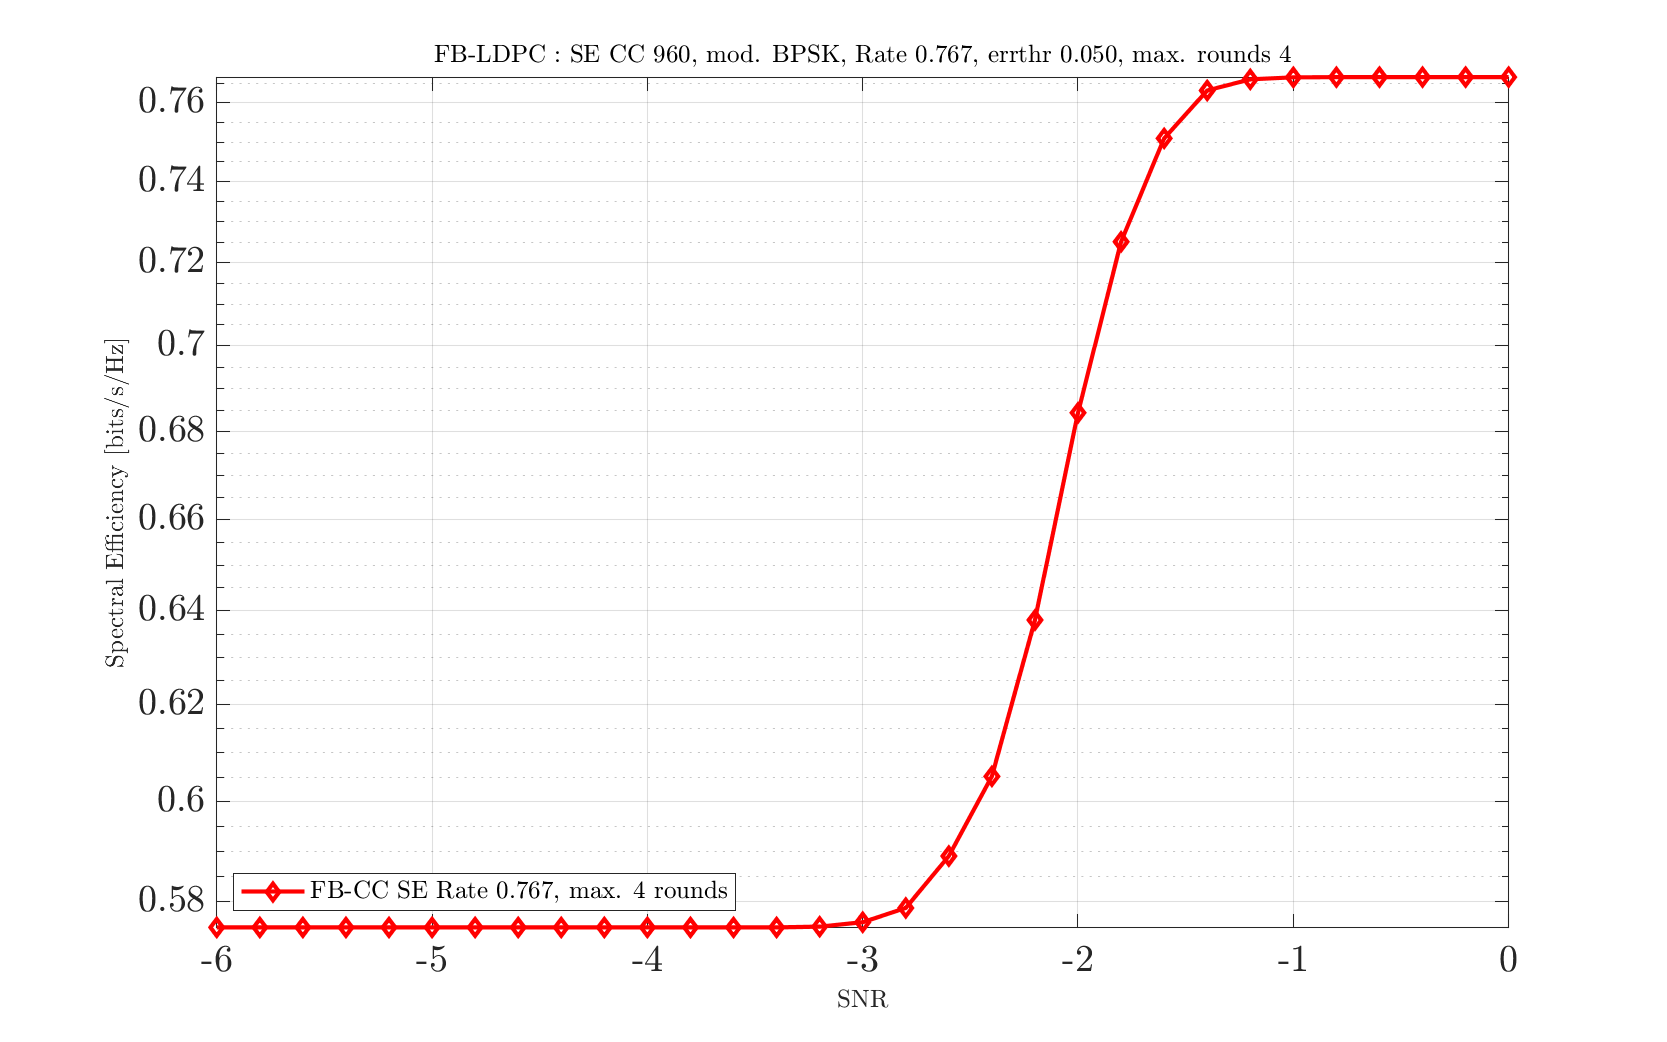 FB-LDPC : SE CC 960, mod. BPSK, Rate 0.767, errthr 0.050, max. rounds 4
0.76
0.74
0.72
0.7
0.68
0.66
0.64
0.62
0.6
0.58
Spectral Efficiency [bits/s/Hz]
FB-CC SE Rate 0.767, max. 4 rounds
-6 -5 -4 -3 -2 -1 0
SNR